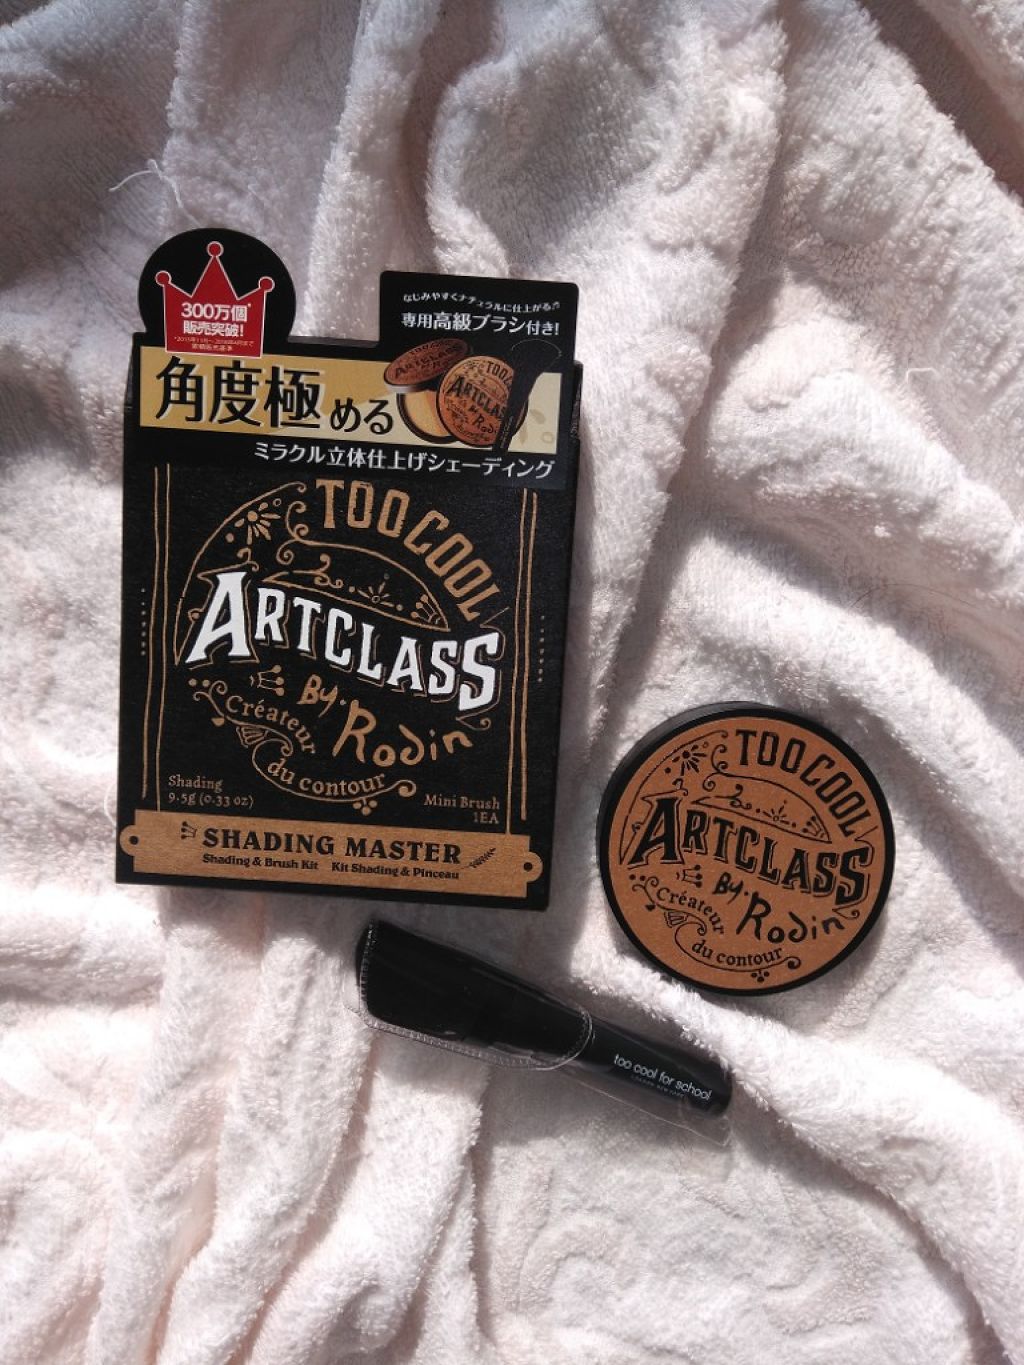 300万個*
販売突破!
なじみやすくナチュラルに仕上がる♬
専用高級ブラシ付き!
角度極める
ミラクル立体仕上げシェーディング
TOO COOL
ARTCLASS
By. Rodin
Créateur
du contour
Shading
9.5g (0.33 oz)
Mini Brush
1EA
SHADING MASTER
Shading & Brush Kit Kit Shading & Pinceau
TOO COOL
ARTCLASS
By. Rodin
Créateur
du contour
too cool for school